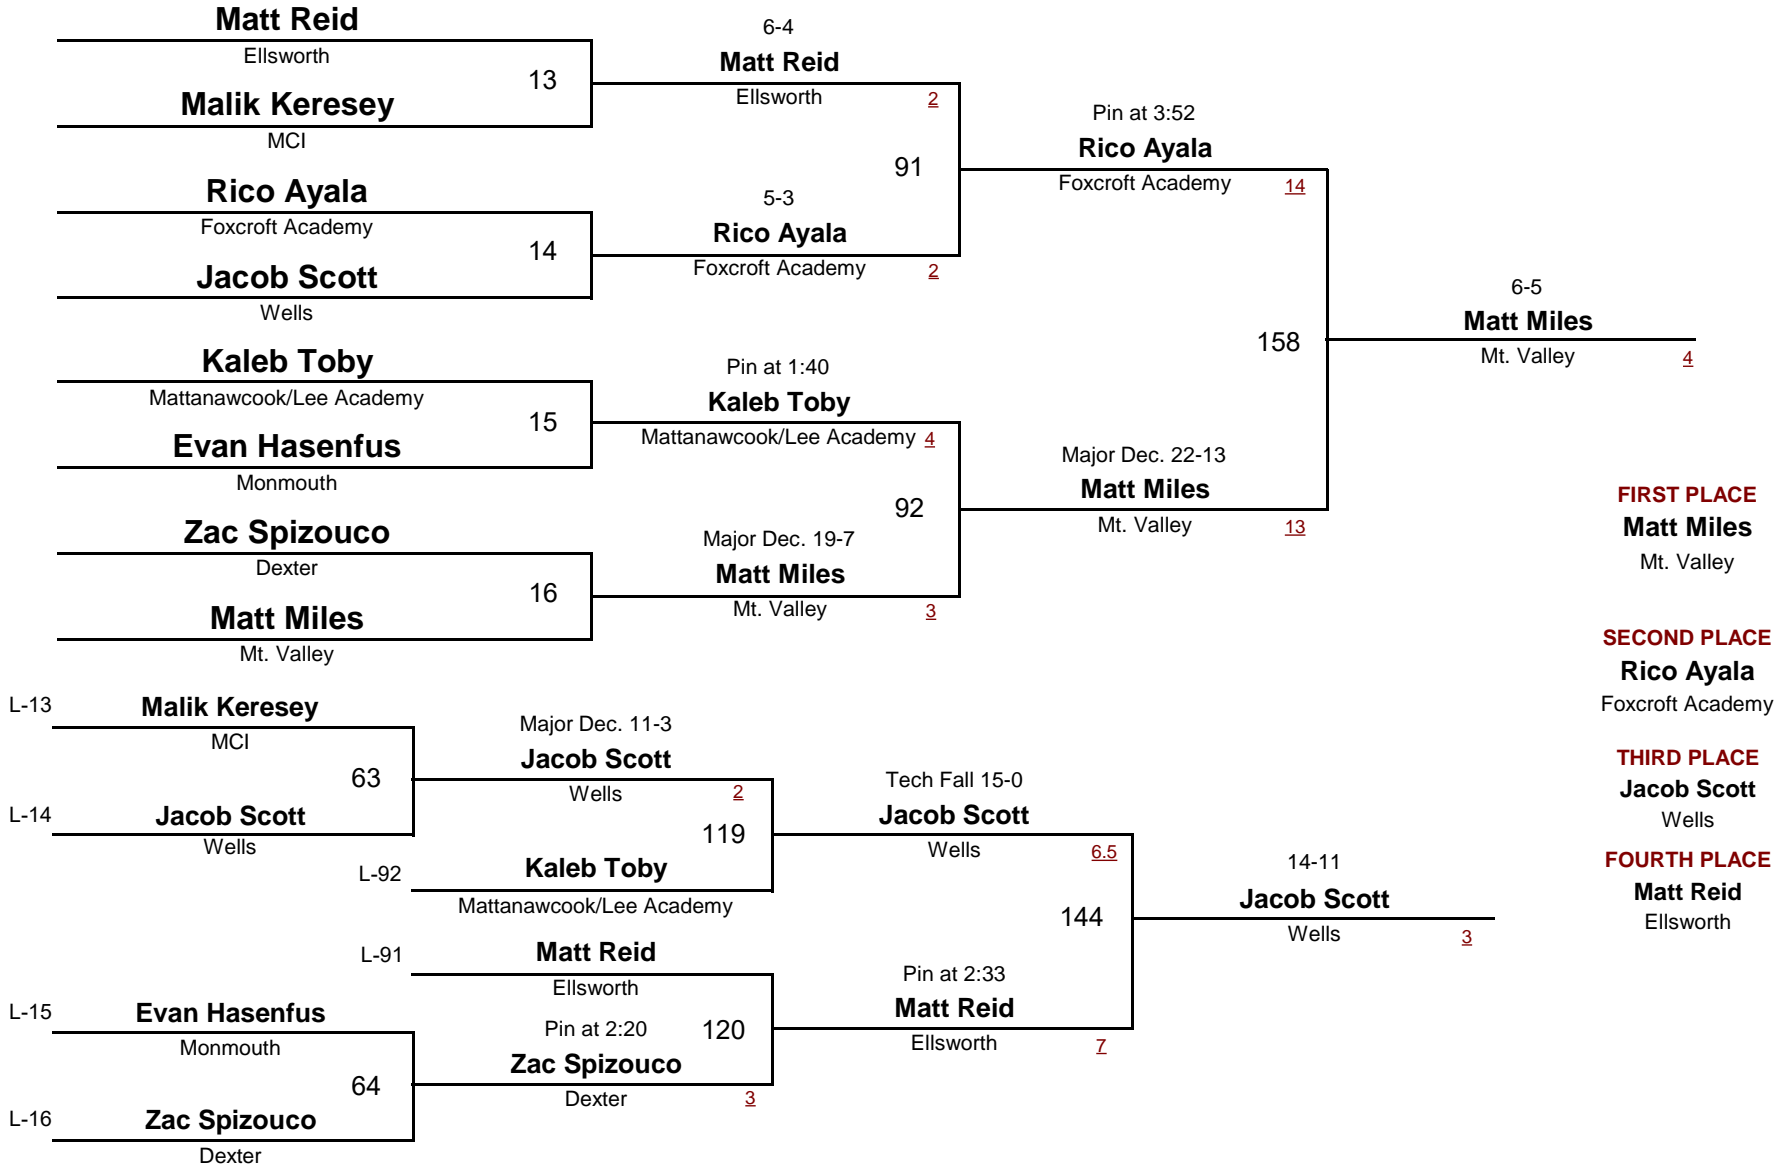 Matt Reid
Ellsworth
13
Malik Keresey
MCI
Rico Ayala
Foxcroft Academy
14
Jacob Scott
Wells
Kaleb Toby
Mattanawcook/Lee Academy
15
Evan Hasenfus
Monmouth
Zac Spizouco
Dexter
16
Matt Miles
Mt. Valley
6-4
Matt Reid
Ellsworth 2
91
5-3
Rico Ayala
Foxcroft Academy 2
Pin at 1:40
Kaleb Toby
Mattanawcook/Lee Academy 4
92
Major Dec. 19-7
Matt Miles
Mt. Valley 3
Pin at 3:52
Rico Ayala
Foxcroft Academy 14
158
Major Dec. 22-13
Matt Miles
Mt. Valley 13
6-5
Matt Miles
Mt. Valley 4
FIRST PLACE
Matt Miles
Mt. Valley
SECOND PLACE
Rico Ayala
Foxcroft Academy
THIRD PLACE
Jacob Scott
Wells
FOURTH PLACE
Matt Reid
Ellsworth
L-13 Malik Keresey
MCI
63
L-14 Jacob Scott
Wells
Major Dec. 11-3
Jacob Scott
Wells 2
119
L-92 Kaleb Toby
Mattanawcook/Lee Academy
L-91 Matt Reid
Ellsworth
120
L-15 Evan Hasenfus
Monmouth
64
L-16 Zac Spizouco
Dexter
Pin at 2:20
Zac Spizouco
Dexter 3
Tech Fall 15-0
Jacob Scott
Wells 6.5
144
Pin at 2:33
Matt Reid
Ellsworth 7
14-11
Jacob Scott
Wells 3